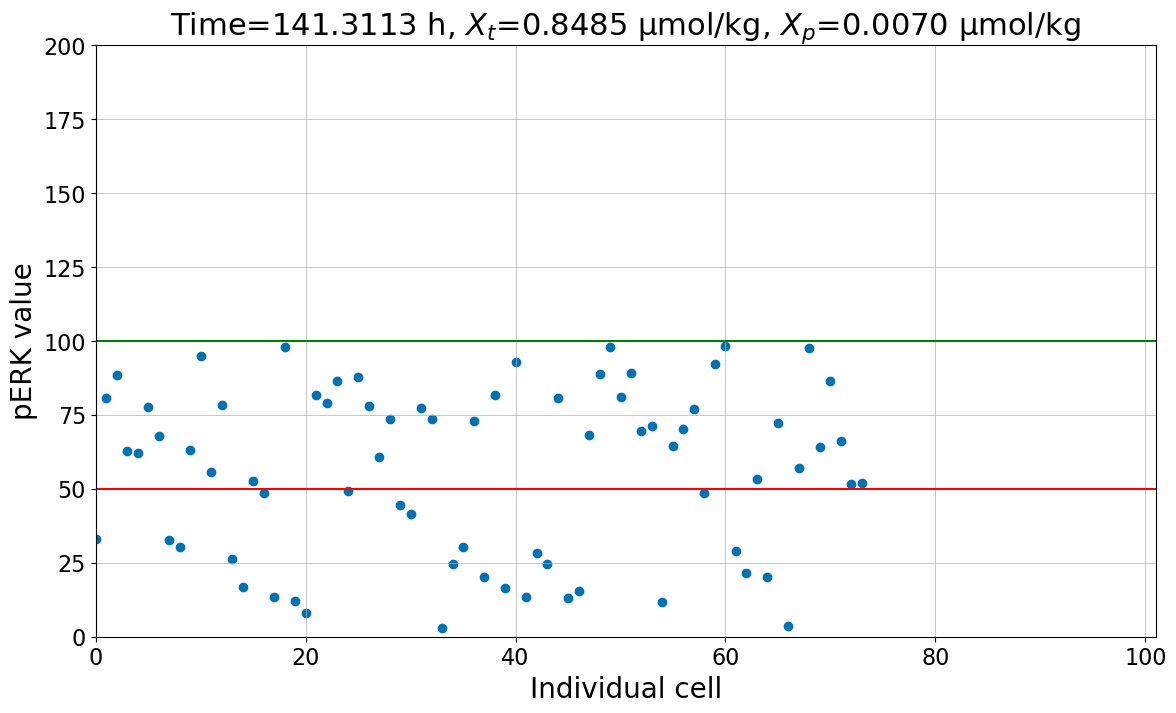 Time=141.3113 h, Xₜ=0.8485 μmol/kg, Xₚ=0.0070 μmol/kg
200
175
150
125
100
75
50
25
0
pERK value
0 20 40 60 80 100
Individual cell